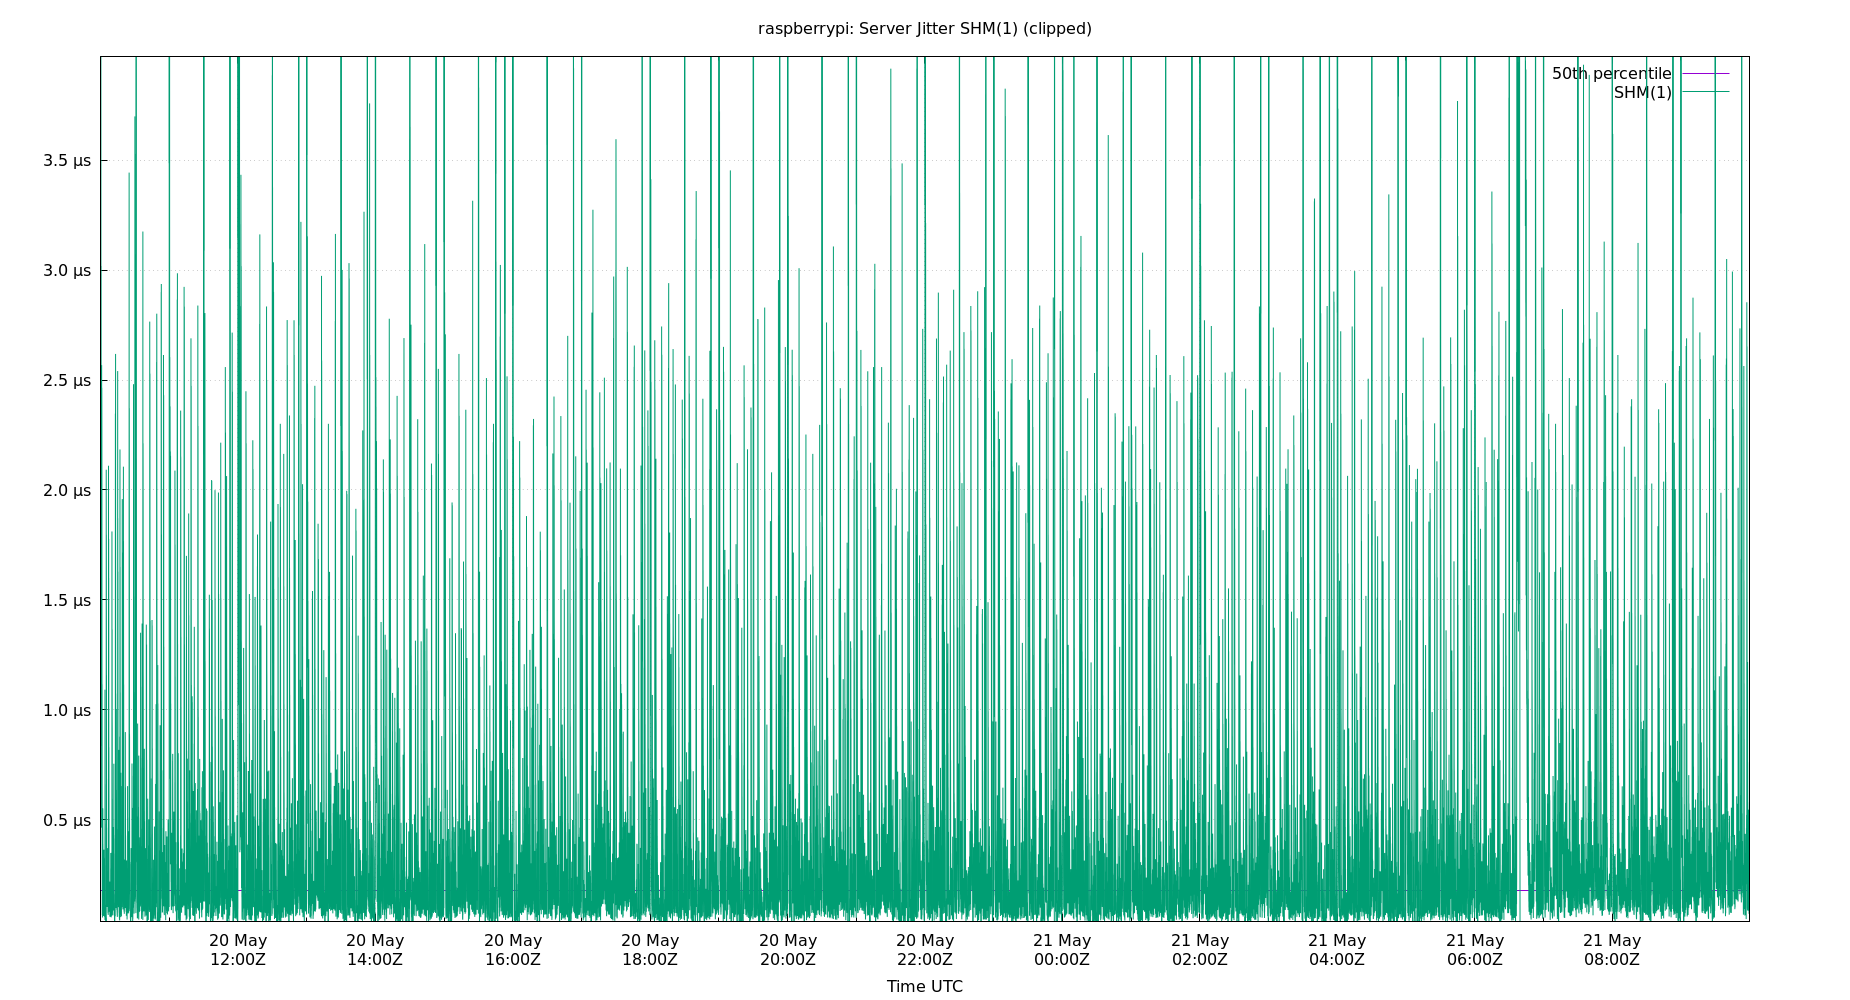 raspberrypi: Server Jitter SHM(1) (clipped)
50th percentile
SHM(1)
3.5 µs
3.0 µs
2.5 µs
2.0 µs
1.5 µs
1.0 µs
0.5 µs
20 May 20 May 20 May 20 May 20 May 20 May 21 May 21 May 21 May 21 May 21 May
12:00Z 14:00Z 16:00Z 18:00Z 20:00Z 22:00Z 00:00Z 02:00Z 04:00Z 06:00Z 08:00Z
Time UTC